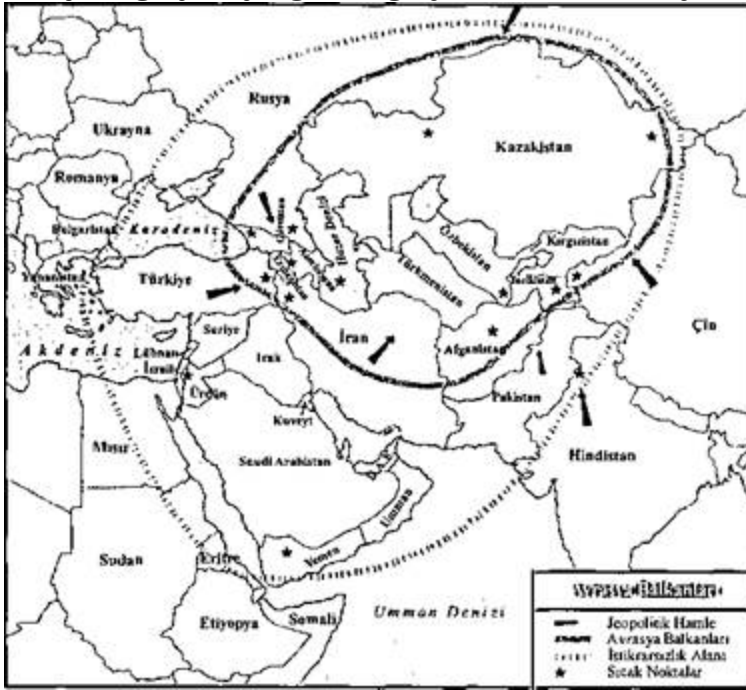 Rusya
Ukrayna
Kazakistan
Romanya
Bulgaristan
Karadeniz
Hazar Denizi
Özbekistan
Kırgızistan
Yunanistan
Türkiye
Türkmenistan
Çin
Suriye
İran
Akdeniz
Lübnan
Afganistan
İsrail
Irak
Ürdün
Pakistan
Kuveyt
Mısır
Suudi Arabistan
Hindistan
Umman
Sudan
Eritre
Yemen
Etiyopya
Somali
Umman Denizi
Avrasya Balkanları
Jeopolitik Hamle
Avrasya Balkanları
İstikrarsızlık Alanı
Sıcak Noktalar